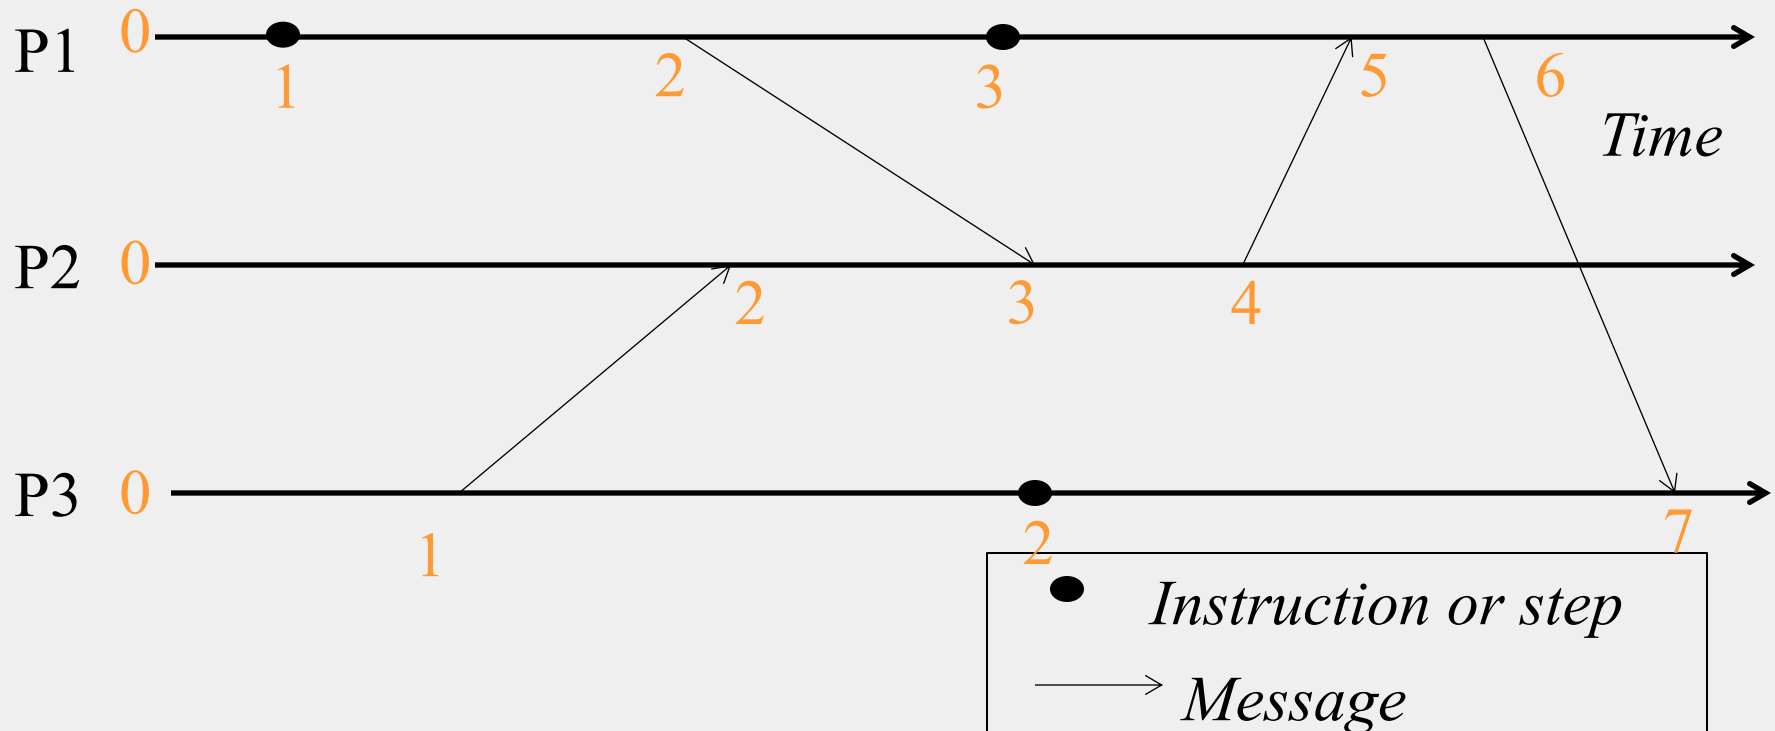 P1 0
1 2 3 5 6
Time
P2 0
2 3 4
P3 0
1 2 7
Instruction or step
Message